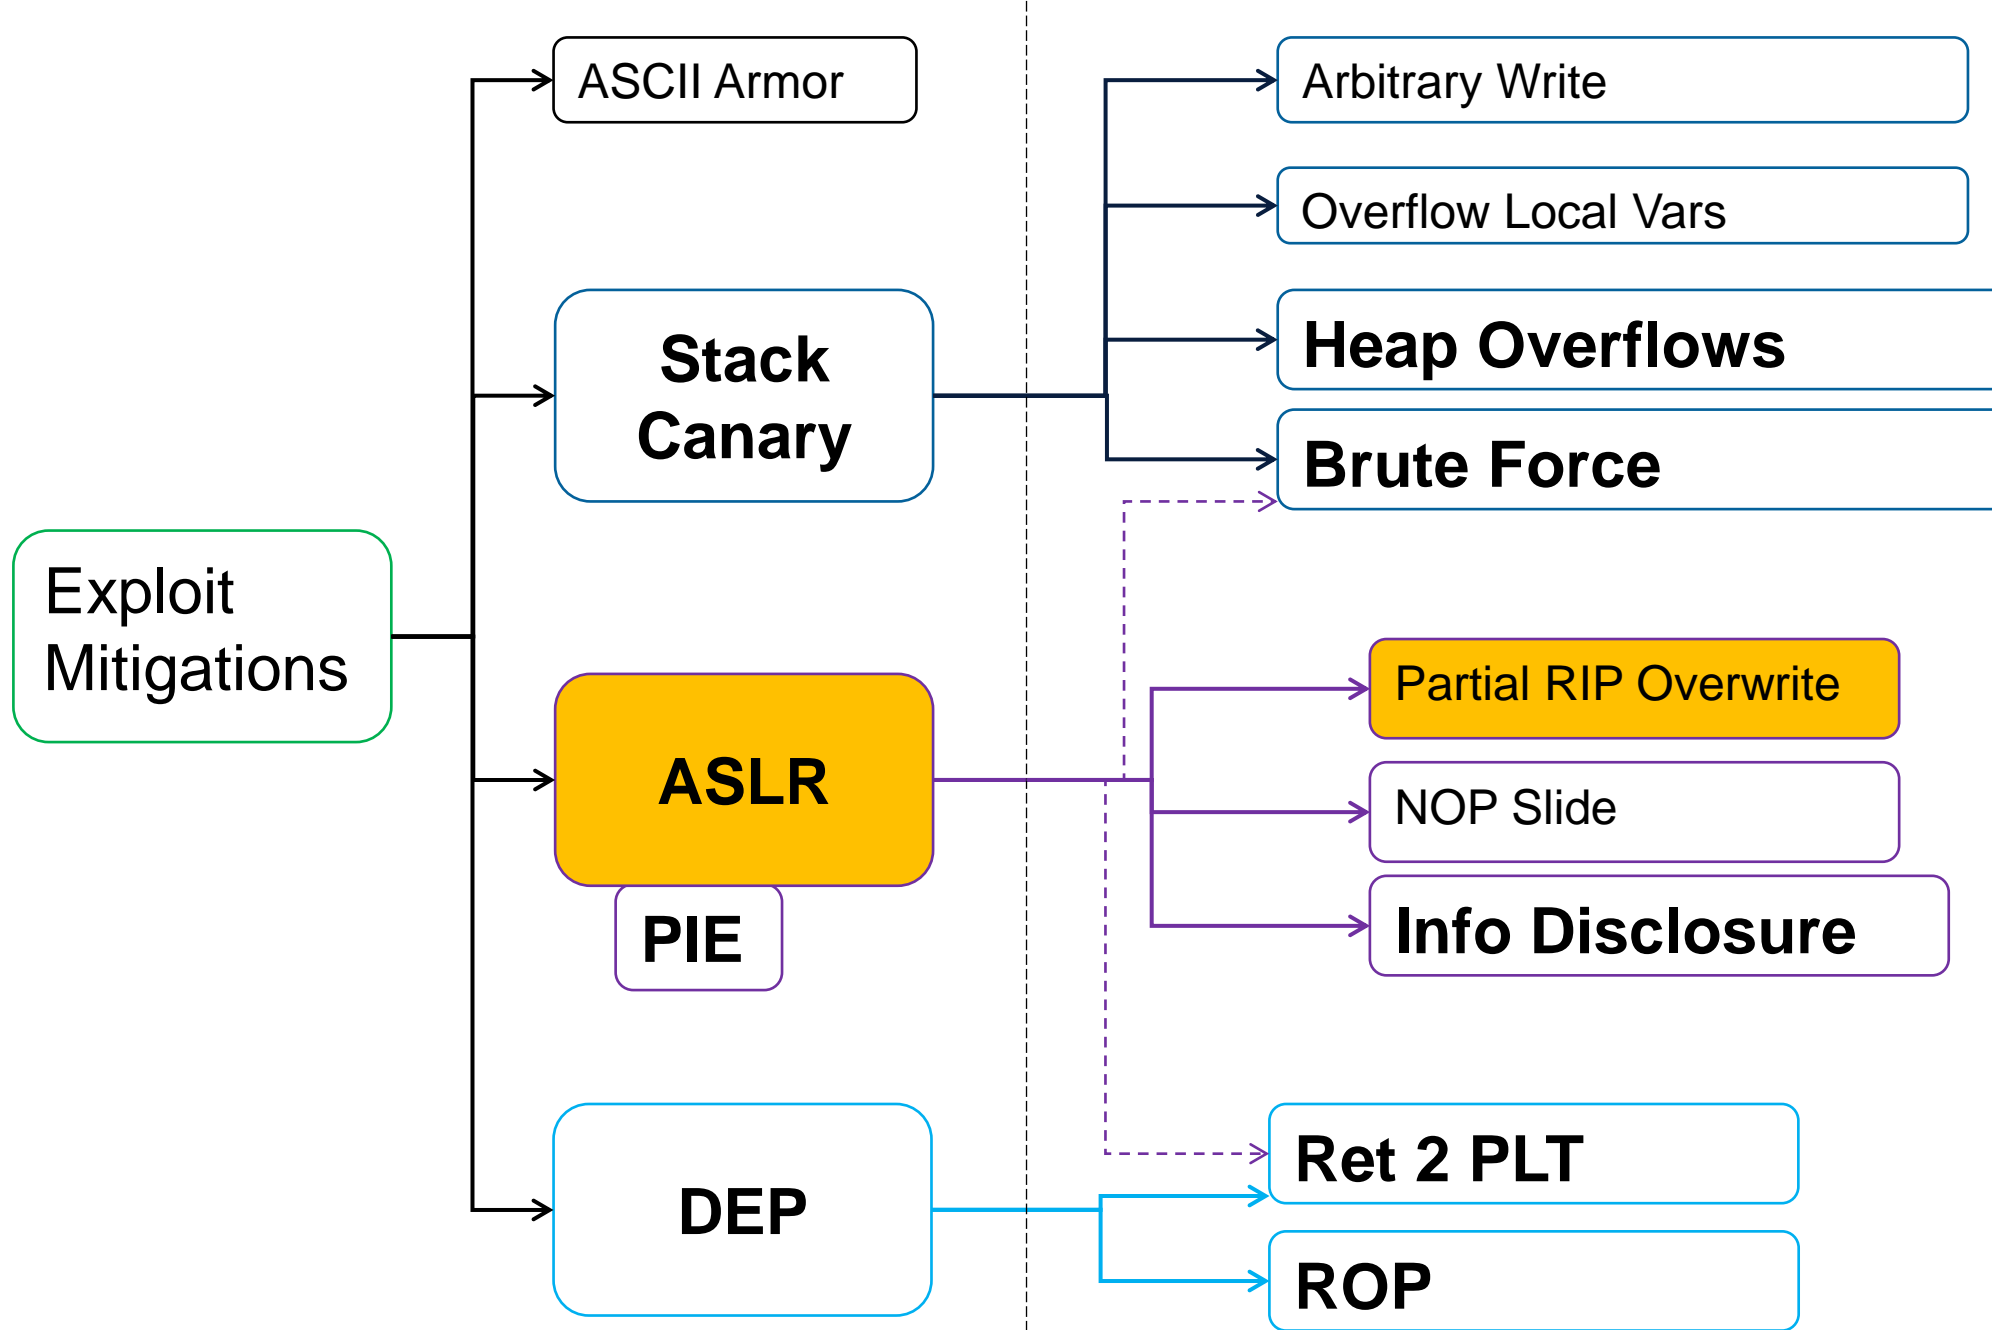 Exploit
Mitigations
ASCII Armor
Stack
Canary
ASLR
PIE
DEP
Arbitrary Write
Overflow Local Vars
Heap Overflows
Brute Force
Partial RIP Overwrite
NOP Slide
Info Disclosure
Ret 2 PLT
ROP